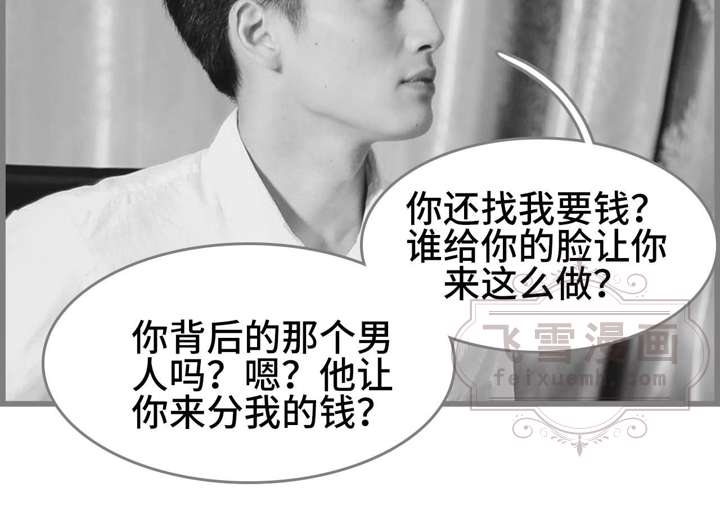 你还找我要钱？
谁给你的脸让你
来这么做？
你背后的那个男
人吗？嗯？他让
你来分我的钱？
飞雪漫画